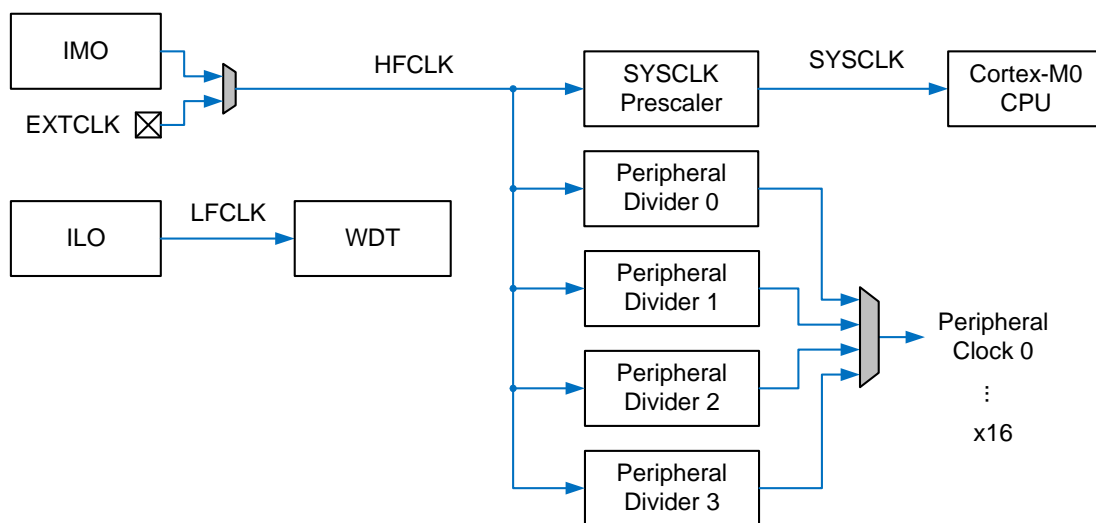 IMO
HFCLK
SYSCLK
Prescaler
SYSCLK
Cortex-M0
CPU
EXTCLK
Peripheral
Divider 0
ILO
LFCLK
WDT
Peripheral
Divider 1
Peripheral
Clock 0
...
x16
Peripheral
Divider 2
Peripheral
Divider 3